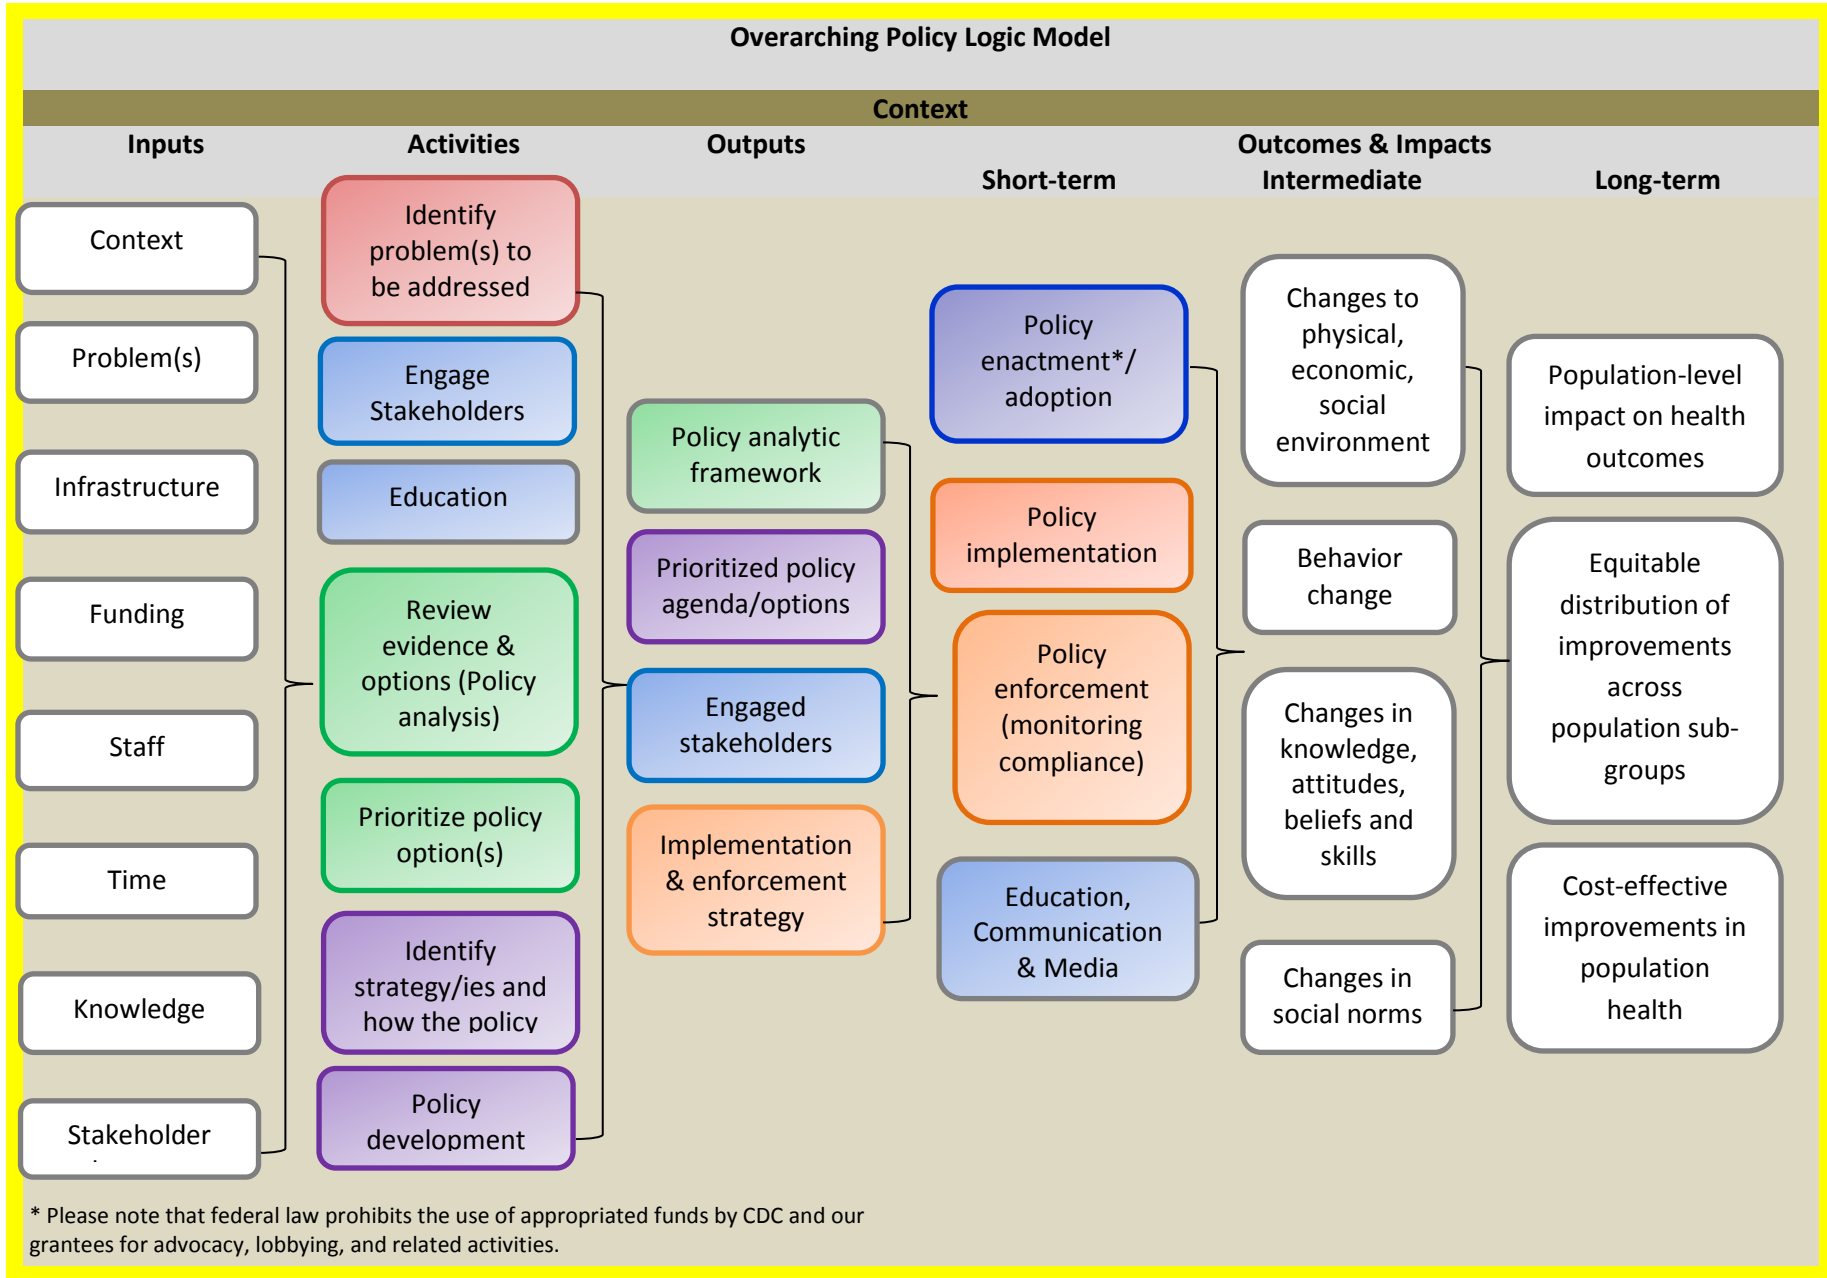 Overarching Policy Logic Model
Context
Inputs
Activities
Outputs
Outcomes & Impacts
Short-term
Intermediate
Long-term
Context
Problem(s)
Infrastructure
Funding
Staff
Time
Knowledge
Stakeholder
Identify
problem(s) to
be addressed
Engage
Stakeholders
Education
Review
evidence &
options (Policy
analysis)
Prioritize policy
option(s)
Identify
strategy/ies and
how the policy
Policy
development
Policy analytic
framework
Prioritized policy
agenda/options
Engaged
stakeholders
Implementation
& enforcement
strategy
Policy
enactment*/
adoption
Policy
implementation
Policy
enforcement
(monitoring
compliance)
Education,
Communication
& Media
Changes to
physical,
economic,
social
environment
Behavior
change
Changes in
knowledge,
attitudes,
beliefs and
skills
Changes in
social norms
Population-level
impact on health
outcomes
Equitable
distribution of
improvements
across
population sub-
groups
Cost-effective
improvements in
population
health
* Please note that federal law prohibits the use of appropriated funds by CDC and our
grantees for advocacy, lobbying, and related activities.